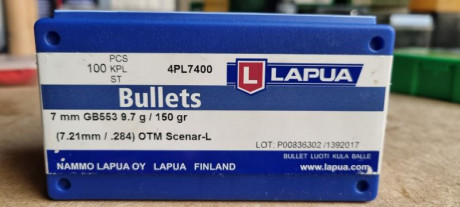 100 PCS KPL ST
4PL7400
L LAPUA
Bullets
7 mm GB553 9.7 g / 150 gr
(7.21mm / .284) OTM Scenar-L
LOT: P00836302 /1392017
BULLET LUOTI KULA BALLE
NAMMO LAPUA OY LAPUA FINLAND
www.lapua.com